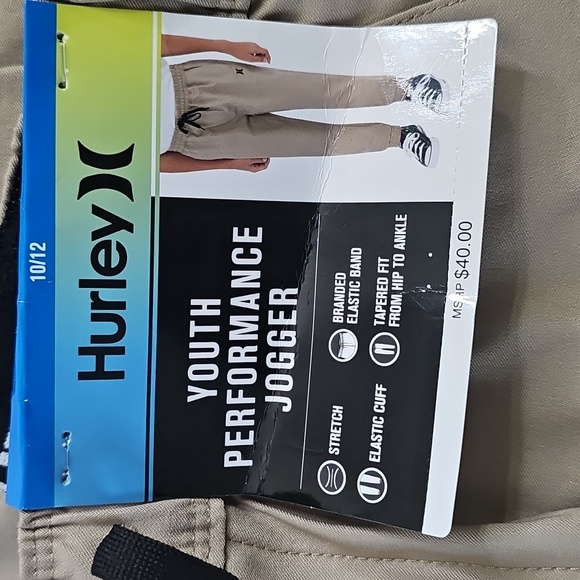 10/12
Hurley
YOUTH
PERFORMANCE
JOGGER
STRETCH
BRANDED
ELASTIC BAND
ELASTIC CUFF
TAPERED FIT
FROM HIP TO ANKLE
MSRP $40.00